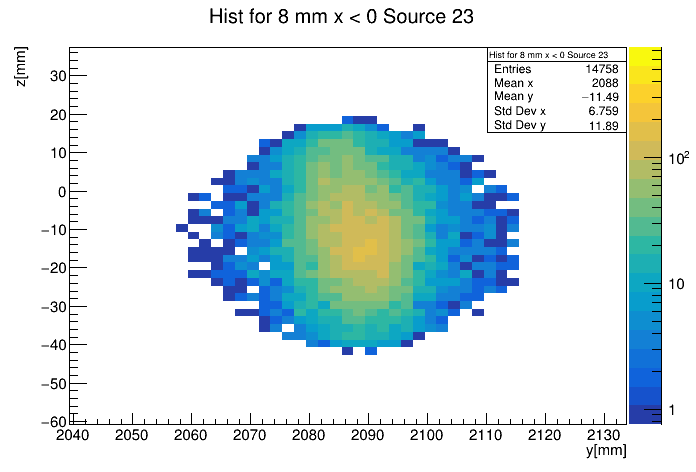 Hist for 8 mm x < 0 Source 23
z[mm]
Hist for 8 mm x < 0 Source 23
Entries 14758
Mean x 2088
Mean y −11.49
Std Dev x 6.759
Std Dev y 11.89
30
20
10
0
−10
−20
−30
−40
−50
−60
10²
10
1
2040 2050 2060 2070 2080 2090 2100 2110 2120 2130
y[mm]